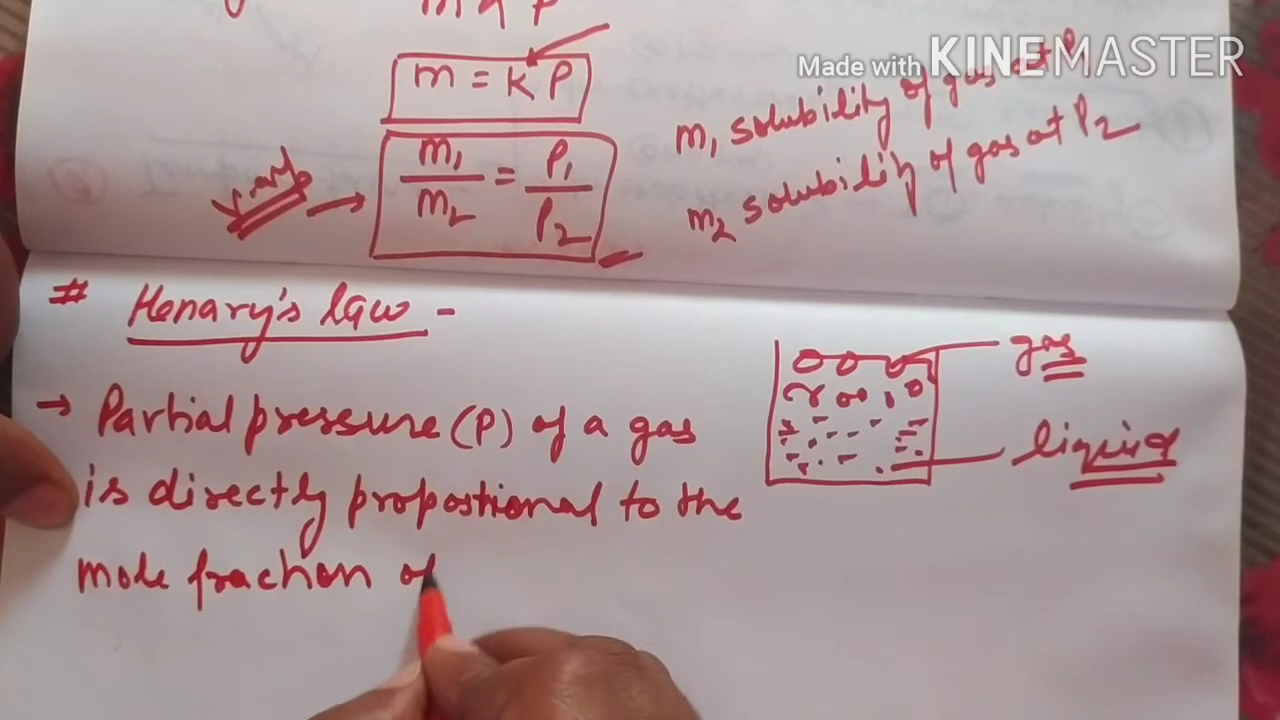 m ∝ P
Made with KINEMASTER
m = K P
m₁ solubility of gas at P₁
m₁/m₂ = P₁/P₂
m₂ solubility of gas at P₂
# Henary's law -
gas
→ Partial pressure (P) of a gas
liquid
is directly propostional to the
mole fraction of